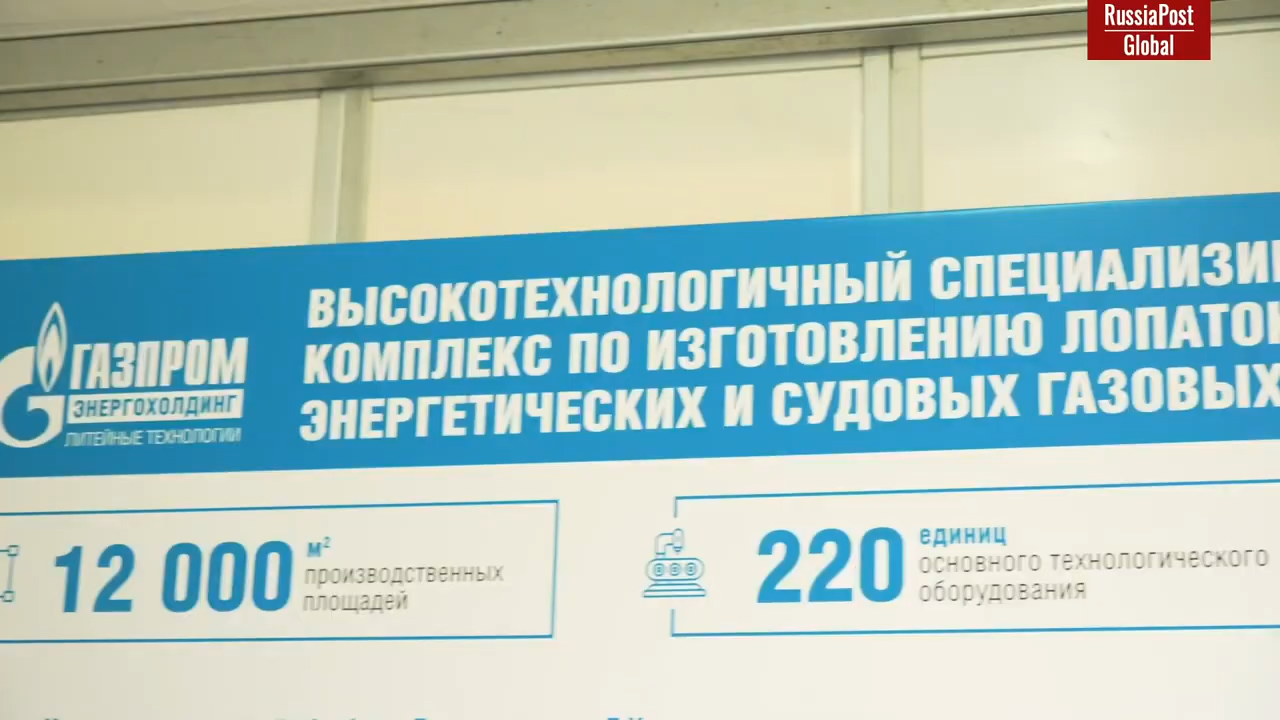 RussiaPost
Global
ВЫСОКОТЕХНОЛОГИЧНЫЙ
КОМПЛЕКС ПО ИЗГОТОВЛЕНИЮ
ЭНЕРГЕТИЧЕСКИХ И СУДОВЫХ ГАЗОВЫХ
ГАЗПРОМ
ЭНЕРГОХОЛДИНГ
ЛИТЕЙНЫЕ ТЕХНОЛОГИИ
12 000 м²
производственных
площадей
220 единиц
основного технологического
оборудования